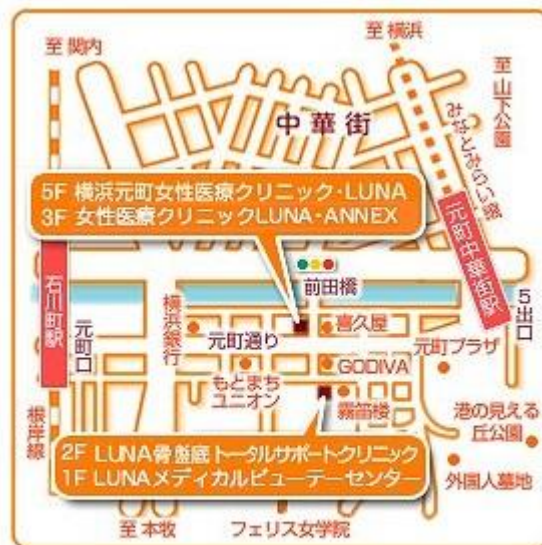 至 関内
至 横浜
至 山下公園
みなとみらい線
中華街
5F 横浜元町女性医療クリニック・LUNA
3F 女性医療クリニックLUNA・ANNEX
元町中華街駅
5出口
石川町駅
元町口
根岸線
前田橋
横浜銀行
元町通り
喜久屋
もとまちユニオン
GODIVA
霧笛楼
元町プラザ
港の見える丘公園
外国人墓地
2F LUNA骨盤底トータルサポートクリニック
1F LUNAメディカルビューテーセンター
至 本牧
フェリス女学院